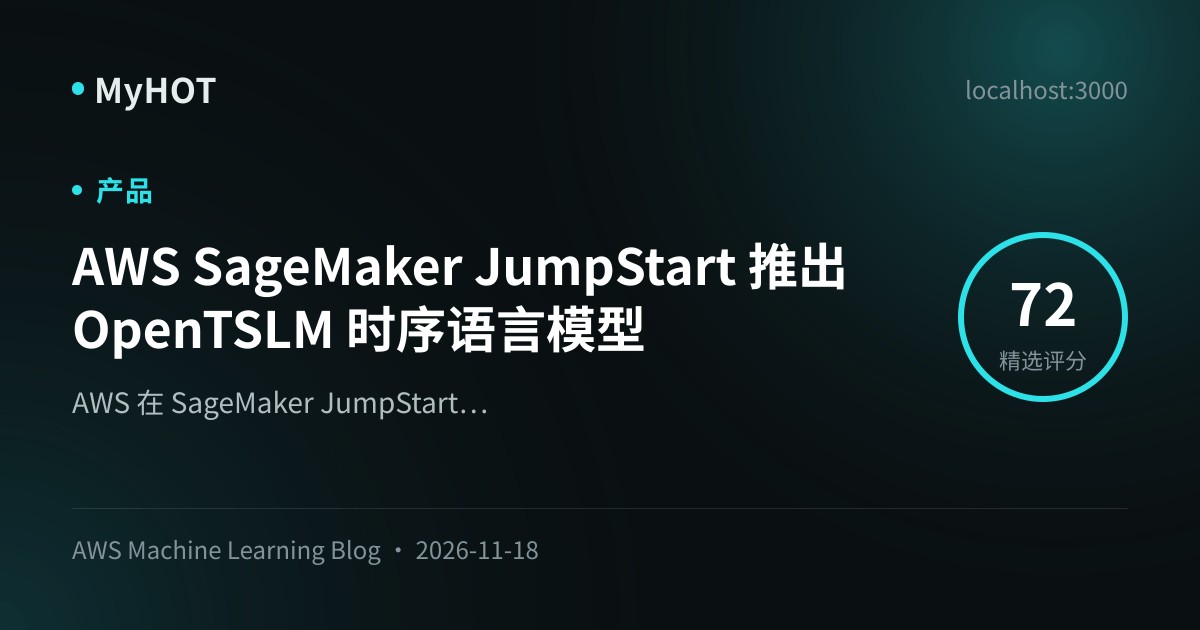 MyHOT
localhost:3000
产品
AWS SageMaker JumpStart 推出
OpenTSLM 时序语言模型
72
精选评分
AWS 在 SageMaker JumpStart…
AWS Machine Learning Blog · 2026-11-18